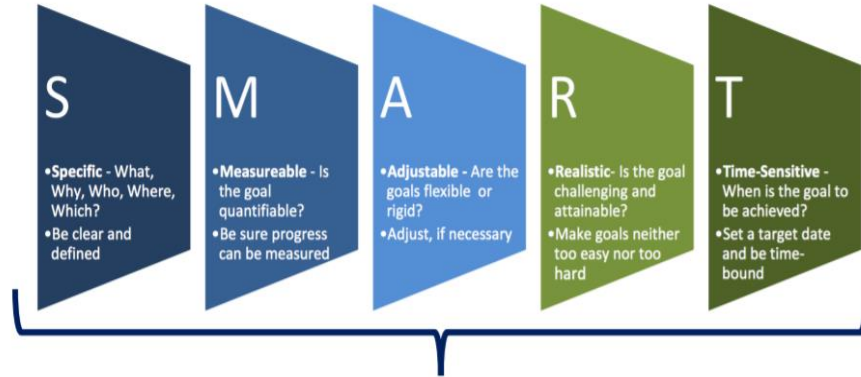 S
•Specific - What,
Why, Who, Where,
Which?
•Be clear and
defined
M
•Measureable - Is
the goal
quantifiable?
•Be sure progress
can be measured
A
•Adjustable - Are the
goals flexible or
rigid?
•Adjust, if necessary
R
•Realistic- Is the goal
challenging and
attainable?
•Make goals neither
too easy nor too
hard
T
•Time-Sensitive -
When is the goal to
be achieved?
•Set a target date
and be time-
bound